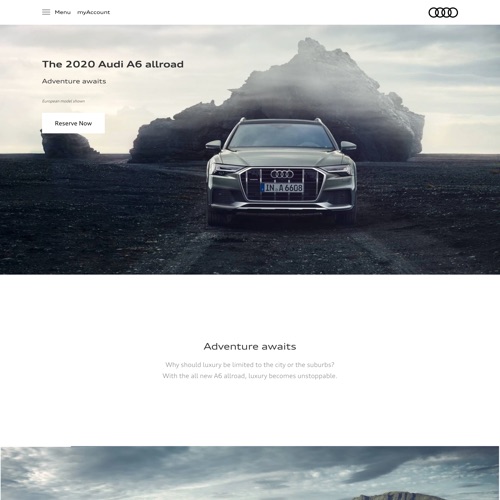 Menu myAccount
The 2020 Audi A6 allroad
Adventure awaits
European model shown
Reserve Now
IN A 6608
Adventure awaits
Why should luxury be limited to the city or the suburbs?
With the all new A6 allroad, luxury becomes unstoppable.